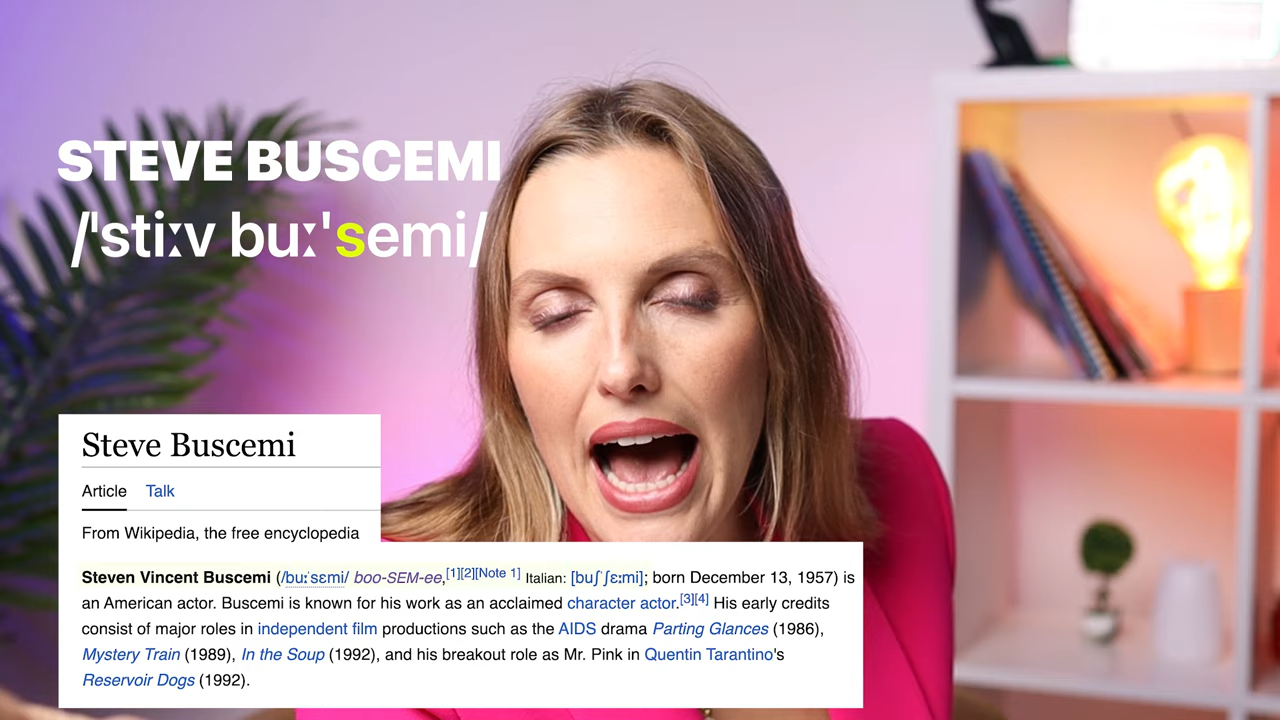 STEVE BUSCEMI
/ˈstiːv buːˈsemi/
Steve Buscemi
Article Talk
From Wikipedia, the free encyclopedia
Steven Vincent Buscemi (/buːˈsɛmi/ boo-SEM-ee,[1][2][Note 1] Italian: [buʃˈʃɛːmi]; born December 13, 1957) is
an American actor. Buscemi is known for his work as an acclaimed character actor.[3][4] His early credits
consist of major roles in independent film productions such as the AIDS drama Parting Glances (1986),
Mystery Train (1989), In the Soup (1992), and his breakout role as Mr. Pink in Quentin Tarantino's
Reservoir Dogs (1992).